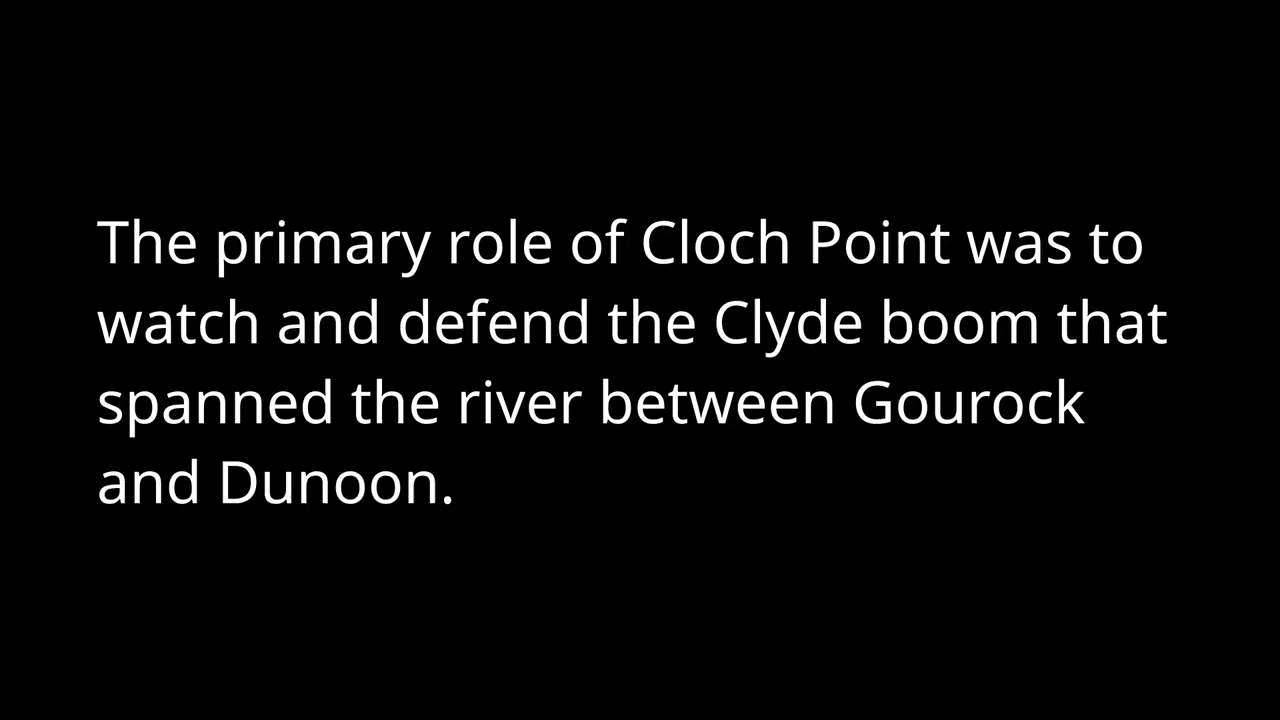 The primary role of Cloch Point was to
watch and defend the Clyde boom that
spanned the river between Gourock
and Dunoon.